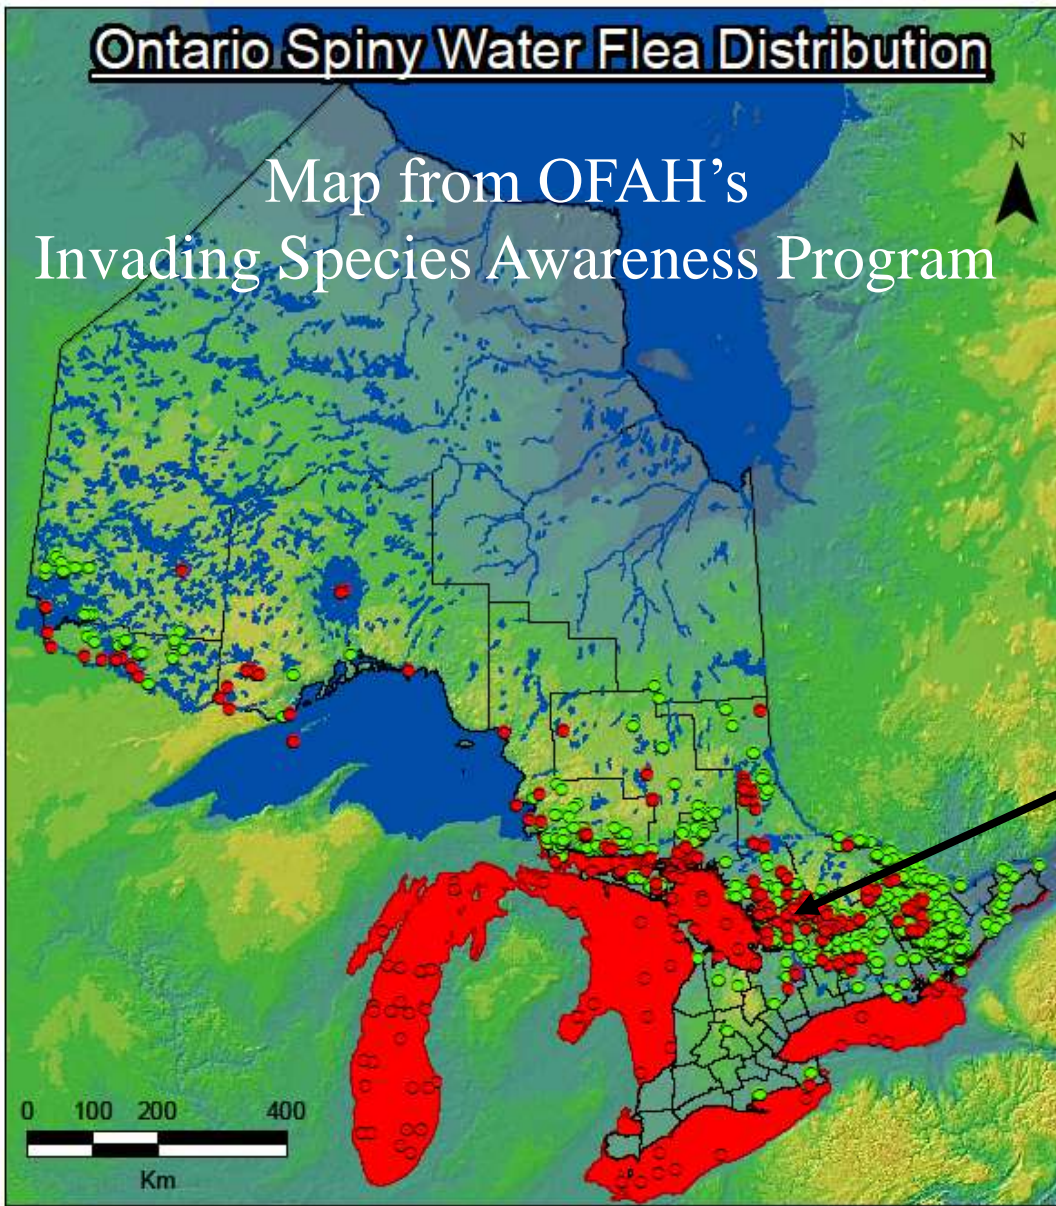 Ontario Spiny Water Flea Distribution
Map from OFAH’s
Invading Species Awareness Program
N
0 100 200 400
Km